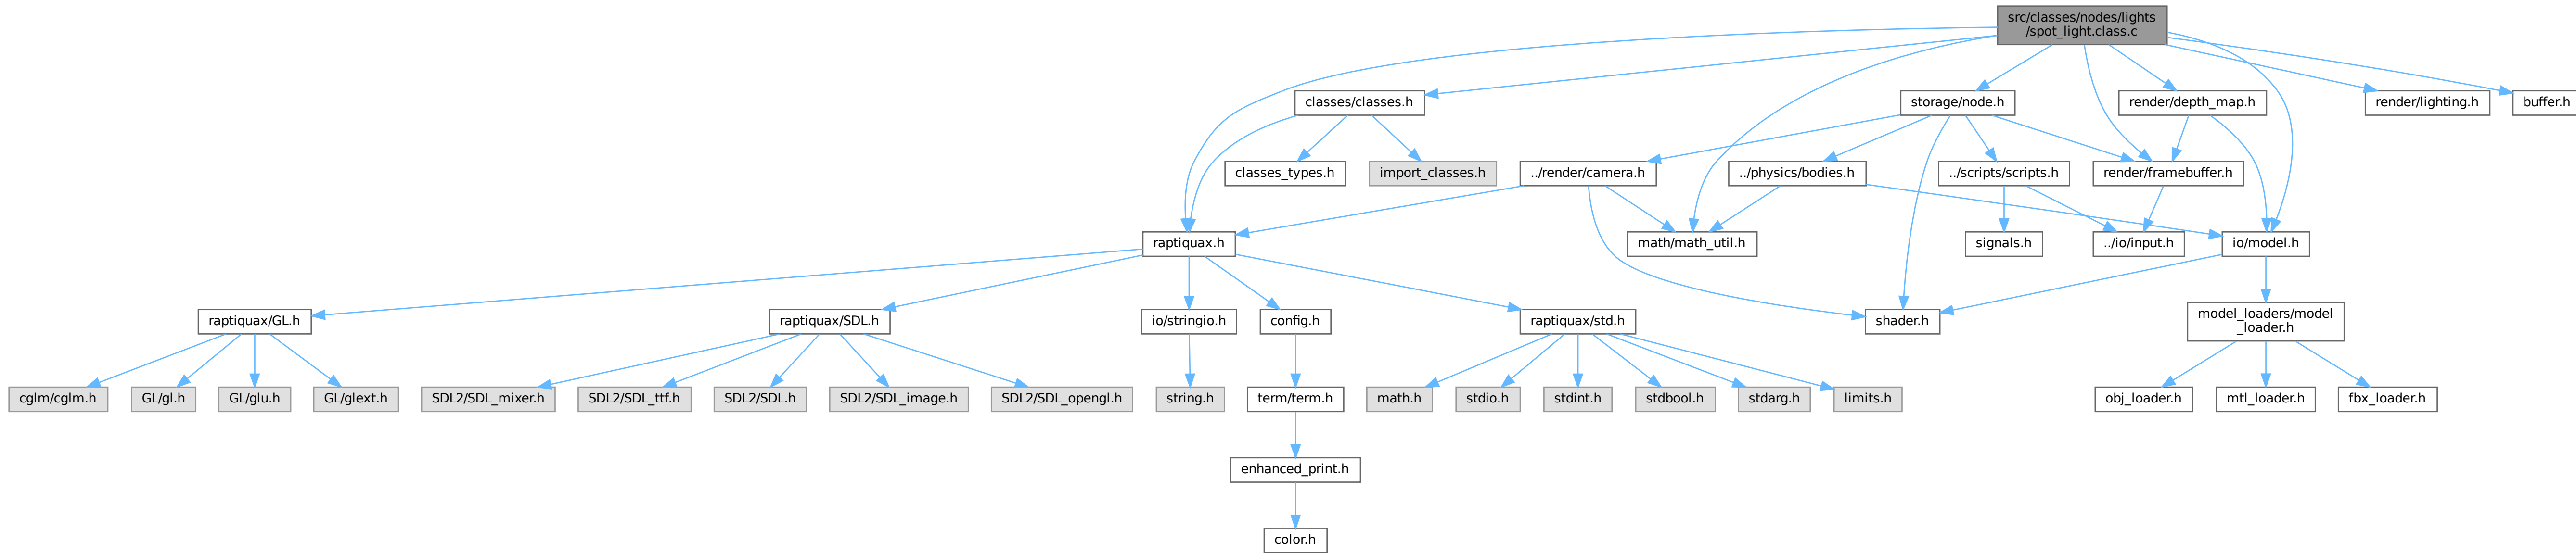 src/classes/nodes/lights
/spot_light.class.c
classes/classes.h
storage/node.h
render/depth_map.h
render/lighting.h
buffer.h
classes_types.h
import_classes.h
../render/camera.h
../physics/bodies.h
../scripts/scripts.h
render/framebuffer.h
raptiquax.h
math/math_util.h
signals.h
../io/input.h
io/model.h
raptiquax/GL.h
raptiquax/SDL.h
io/stringio.h
config.h
raptiquax/std.h
shader.h
model_loaders/model
_loader.h
cglm/cglm.h
GL/gl.h
GL/glu.h
GL/glext.h
SDL2/SDL_mixer.h
SDL2/SDL_ttf.h
SDL2/SDL.h
SDL2/SDL_image.h
SDL2/SDL_opengl.h
string.h
term/term.h
math.h
stdio.h
stdint.h
stdbool.h
stdarg.h
limits.h
obj_loader.h
mtl_loader.h
fbx_loader.h
enhanced_print.h
color.h